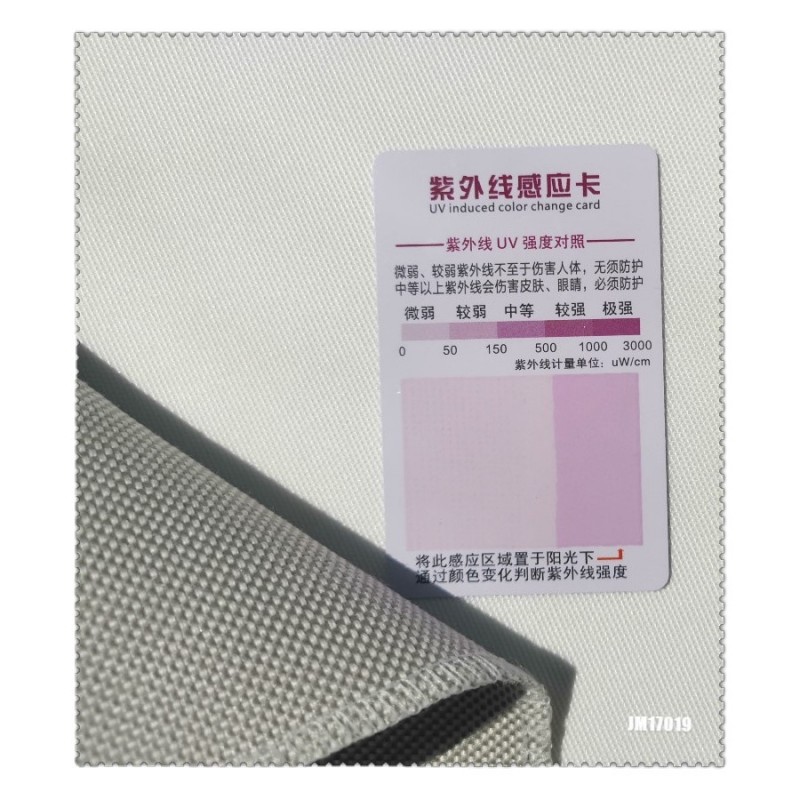 紫外线感应卡
UV induced color change card
紫外线 UV 强度对照
微弱、较弱紫外线不至于伤害人体，无须防护
中等以上紫外线会伤害皮肤、眼睛，必须防护
微弱 较弱 中等 较强 极强
0 50 150 500 1000 3000
紫外线计量单位：uW/cm
将此感应区域置于阳光下
通过颜色变化判断紫外线强度
JM17019